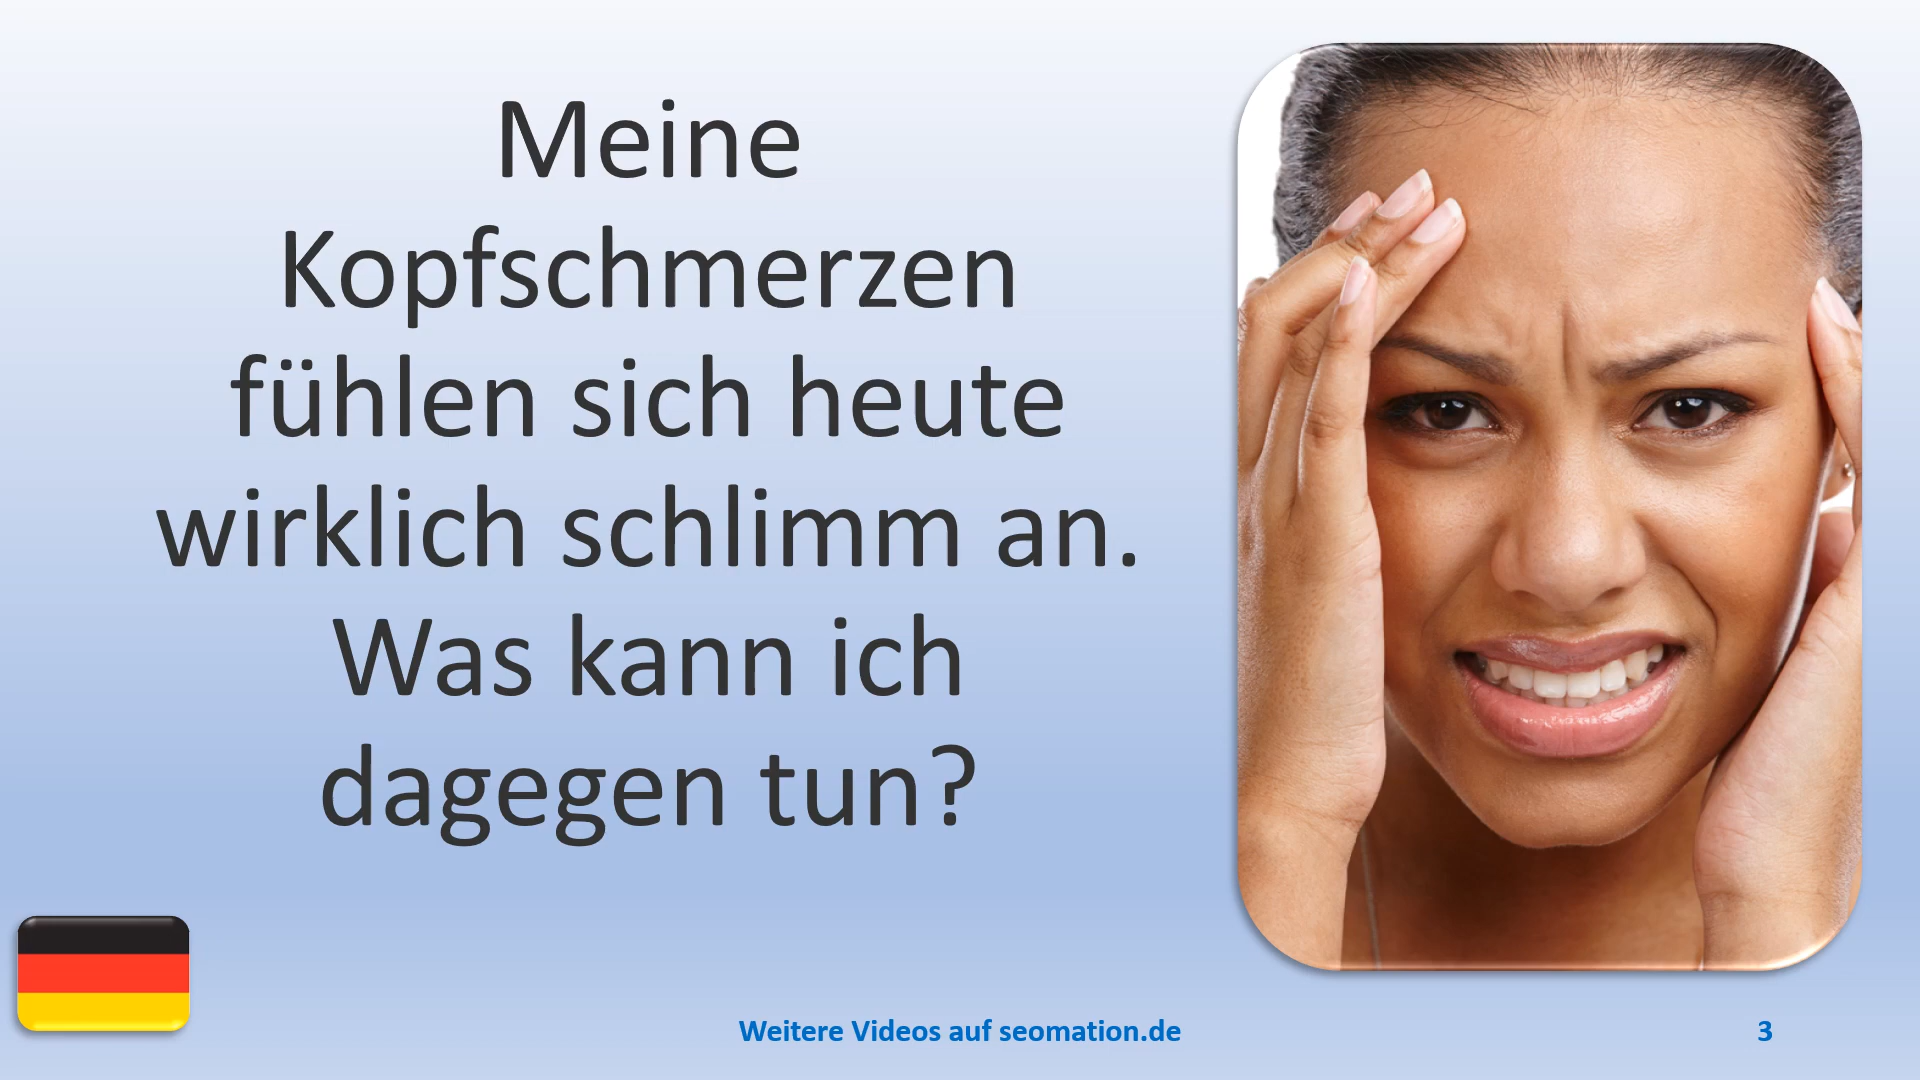 Meine
Kopfschmerzen
fühlen sich heute
wirklich schlimm an.
Was kann ich
dagegen tun?
Weitere Videos auf seomation.de
3